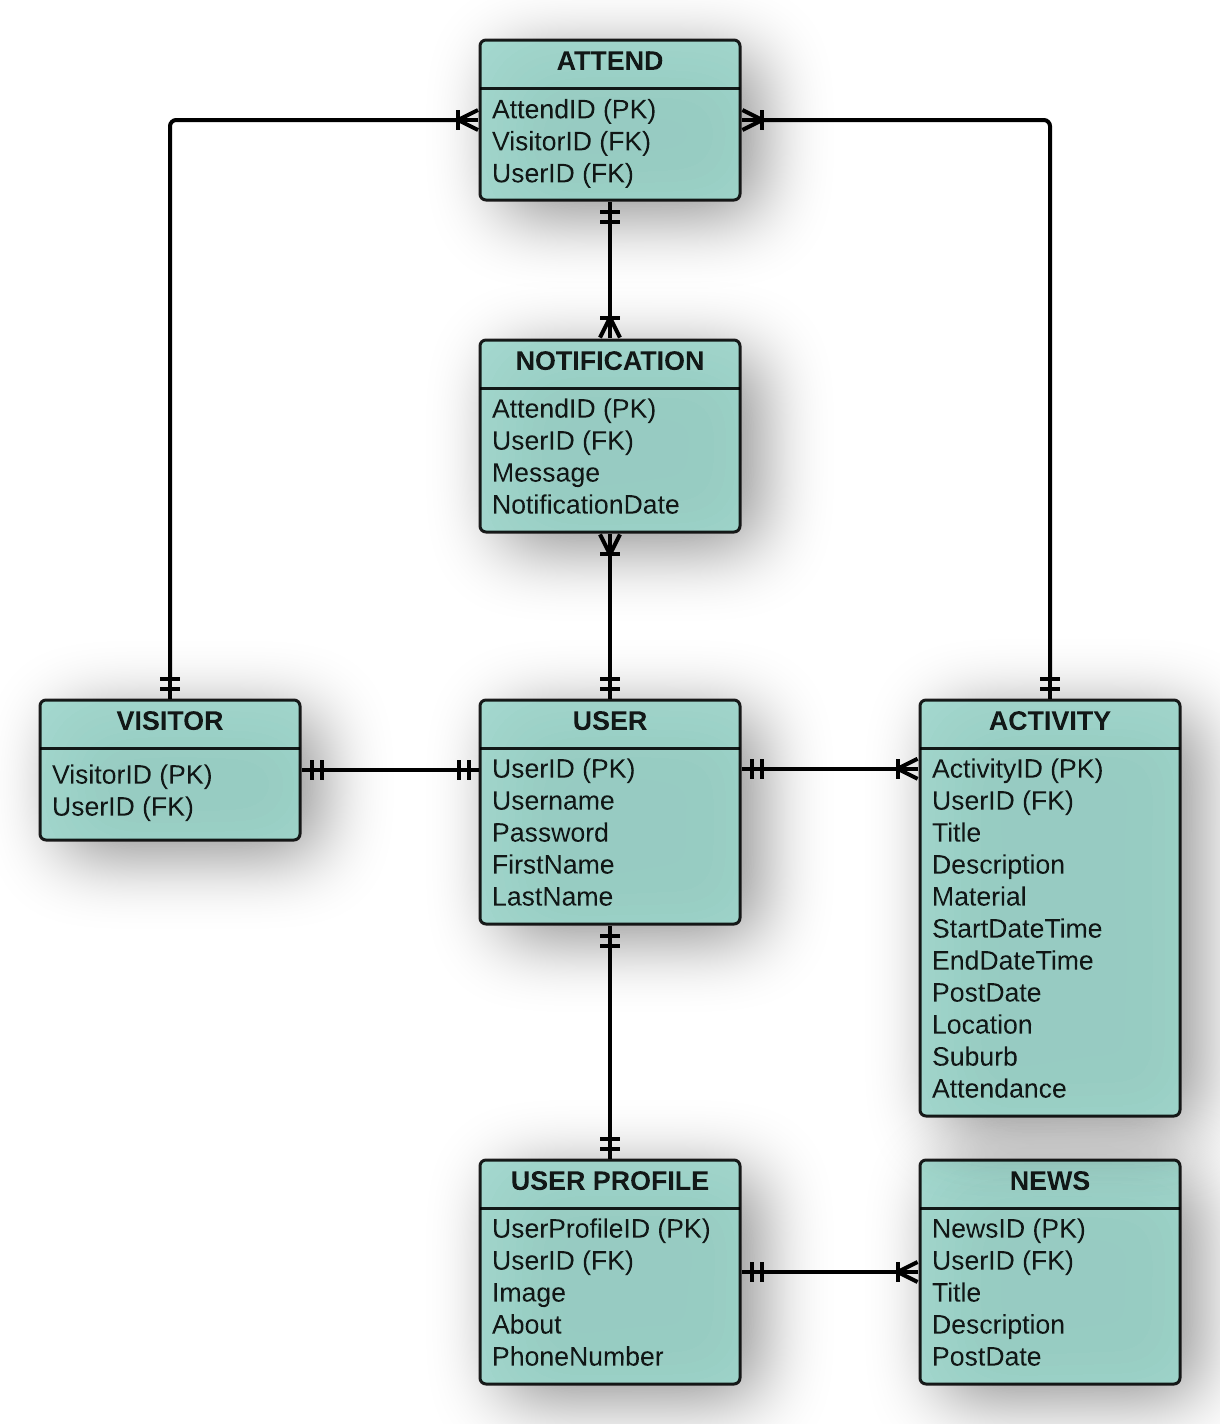 ATTEND
AttendID (PK)
VisitorID (FK)
UserID (FK)
NOTIFICATION
AttendID (PK)
UserID (FK)
Message
NotificationDate
VISITOR
VisitorID (PK)
UserID (FK)
USER
UserID (PK)
Username
Password
FirstName
LastName
ACTIVITY
ActivityID (PK)
UserID (FK)
Title
Description
Material
StartDateTime
EndDateTime
PostDate
Location
Suburb
Attendance
USER PROFILE
UserProfileID (PK)
UserID (FK)
Image
About
PhoneNumber
NEWS
NewsID (PK)
UserID (FK)
Title
Description
PostDate